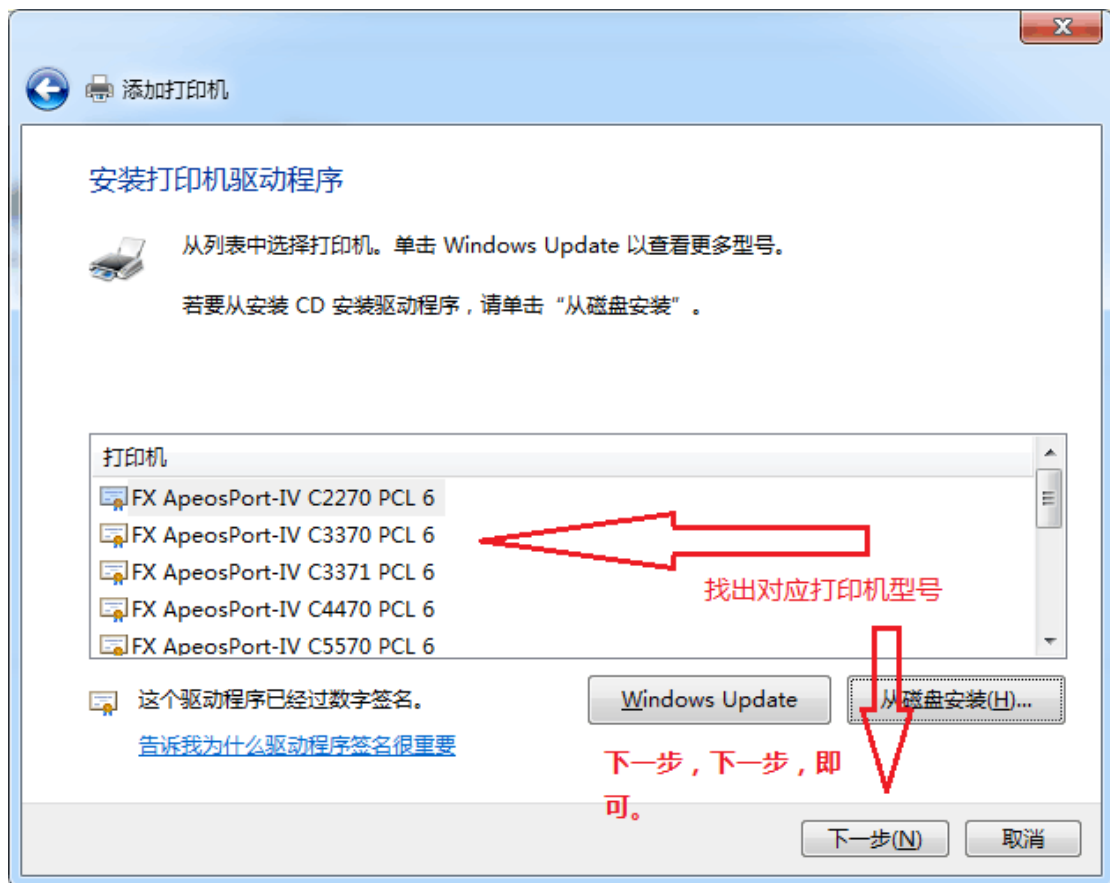 添加打印机
安装打印机驱动程序
从列表中选择打印机。单击 Windows Update 以查看更多型号。
若要从安装 CD 安装驱动程序，请单击“从磁盘安装”。
打印机
FX ApeosPort-IV C2270 PCL 6
FX ApeosPort-IV C3370 PCL 6
FX ApeosPort-IV C3371 PCL 6
FX ApeosPort-IV C4470 PCL 6
FX ApeosPort-IV C5570 PCL 6
找出对应打印机型号
这个驱动程序已经过数字签名。
Windows Update
从磁盘安装(H)...
告诉我为什么驱动程序签名很重要
下一步，下一步，即
可。
下一步(N)
取消